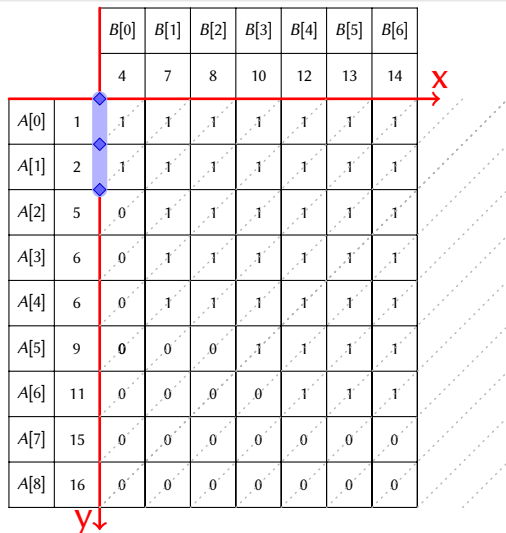 B[0] B[1] B[2] B[3] B[4] B[5] B[6]
4 7 8 10 12 13 14
x
A[0] 1 1 1 1 1 1 1 1
A[1] 2 1 1 1 1 1 1 1
A[2] 5 0 1 1 1 1 1 1
A[3] 6 0 1 1 1 1 1 1
A[4] 6 0 1 1 1 1 1 1
A[5] 9 0 0 0 1 1 1 1
A[6] 11 0 0 0 0 1 1 1
A[7] 15 0 0 0 0 0 0 0
A[8] 16 0 0 0 0 0 0 0
y